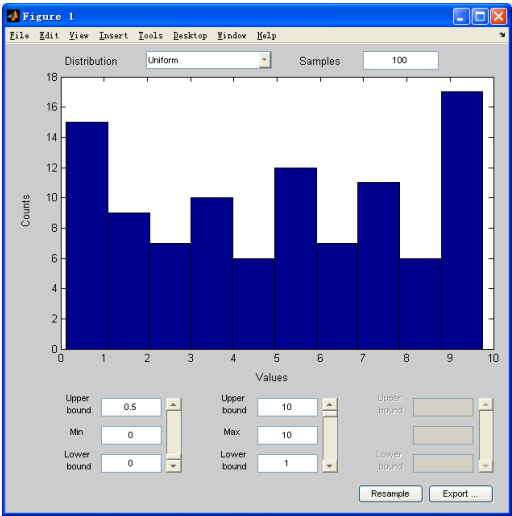 Figure 1
File Edit View Insert Tools Desktop Window Help
Distribution Uniform Samples 100
18
16
14
12
10
8
6
4
2
0
Counts
0 1 2 3 4 5 6 7 8 9 10
Values
Upper bound 0.5 Upper bound 10 Upper bound
Min 0 Max 10
Lower bound 0 Lower bound 1 Lower bound
Resample Export ...